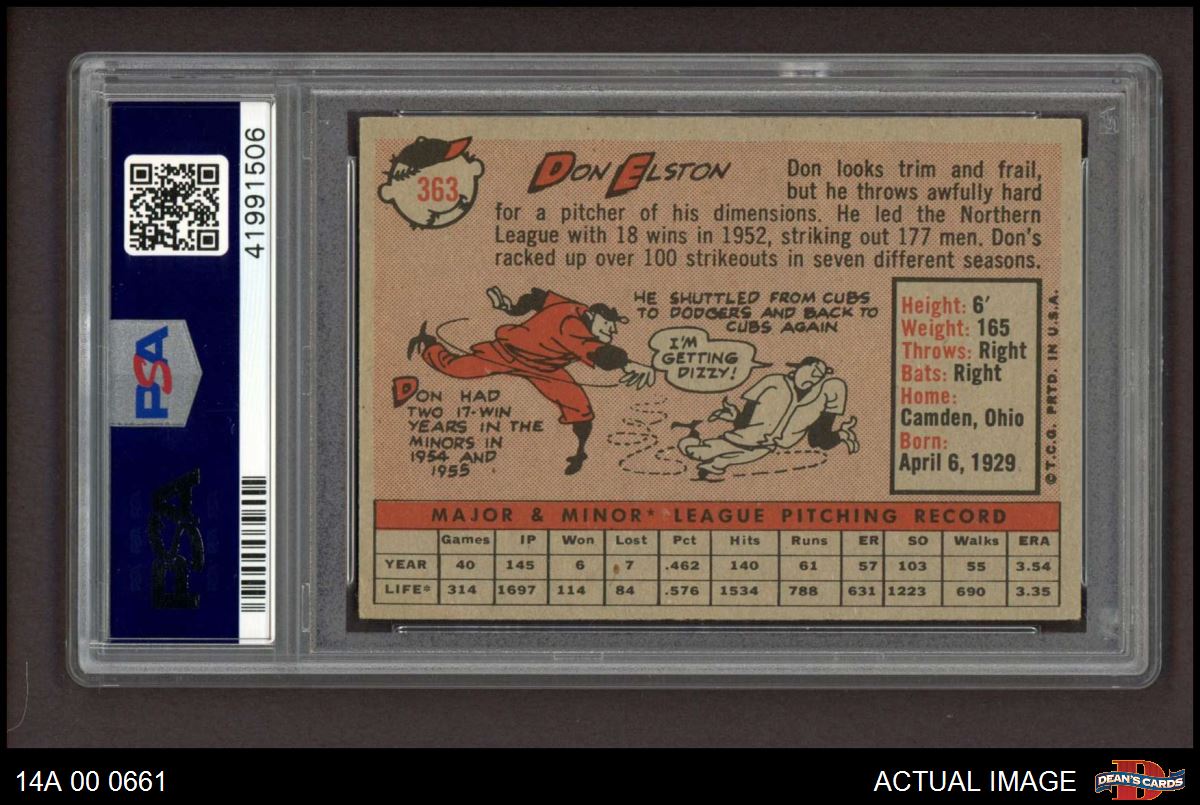 41991506
PSA
PSA
363
DON ELSTON
Don looks trim and frail,
but he throws awfully hard
for a pitcher of his dimensions. He led the Northern
League with 18 wins in 1952, striking out 177 men. Don's
racked up over 100 strikeouts in seven different seasons.
HE SHUTTLED FROM CUBS
TO DODGERS AND BACK TO
CUBS AGAIN
I'M
GETTING
DIZZY!
DON HAD
TWO 17-WIN
YEARS IN THE
MINORS IN
1954 AND
1955
Height: 6'
Weight: 165
Throws: Right
Bats: Right
Home:
Camden, Ohio
Born:
April 6, 1929
© T.C.G. PRTD. IN U.S.A.
MAJOR & MINOR* LEAGUE PITCHING RECORD
Games IP Won Lost Pct Hits Runs ER SO Walks ERA
YEAR 40 145 6 7 .462 140 61 57 103 55 3.54
LIFE* 314 1697 114 84 .576 1534 788 631 1223 690 3.35
14A 00 0661
ACTUAL IMAGE
DEAN'S CARDS